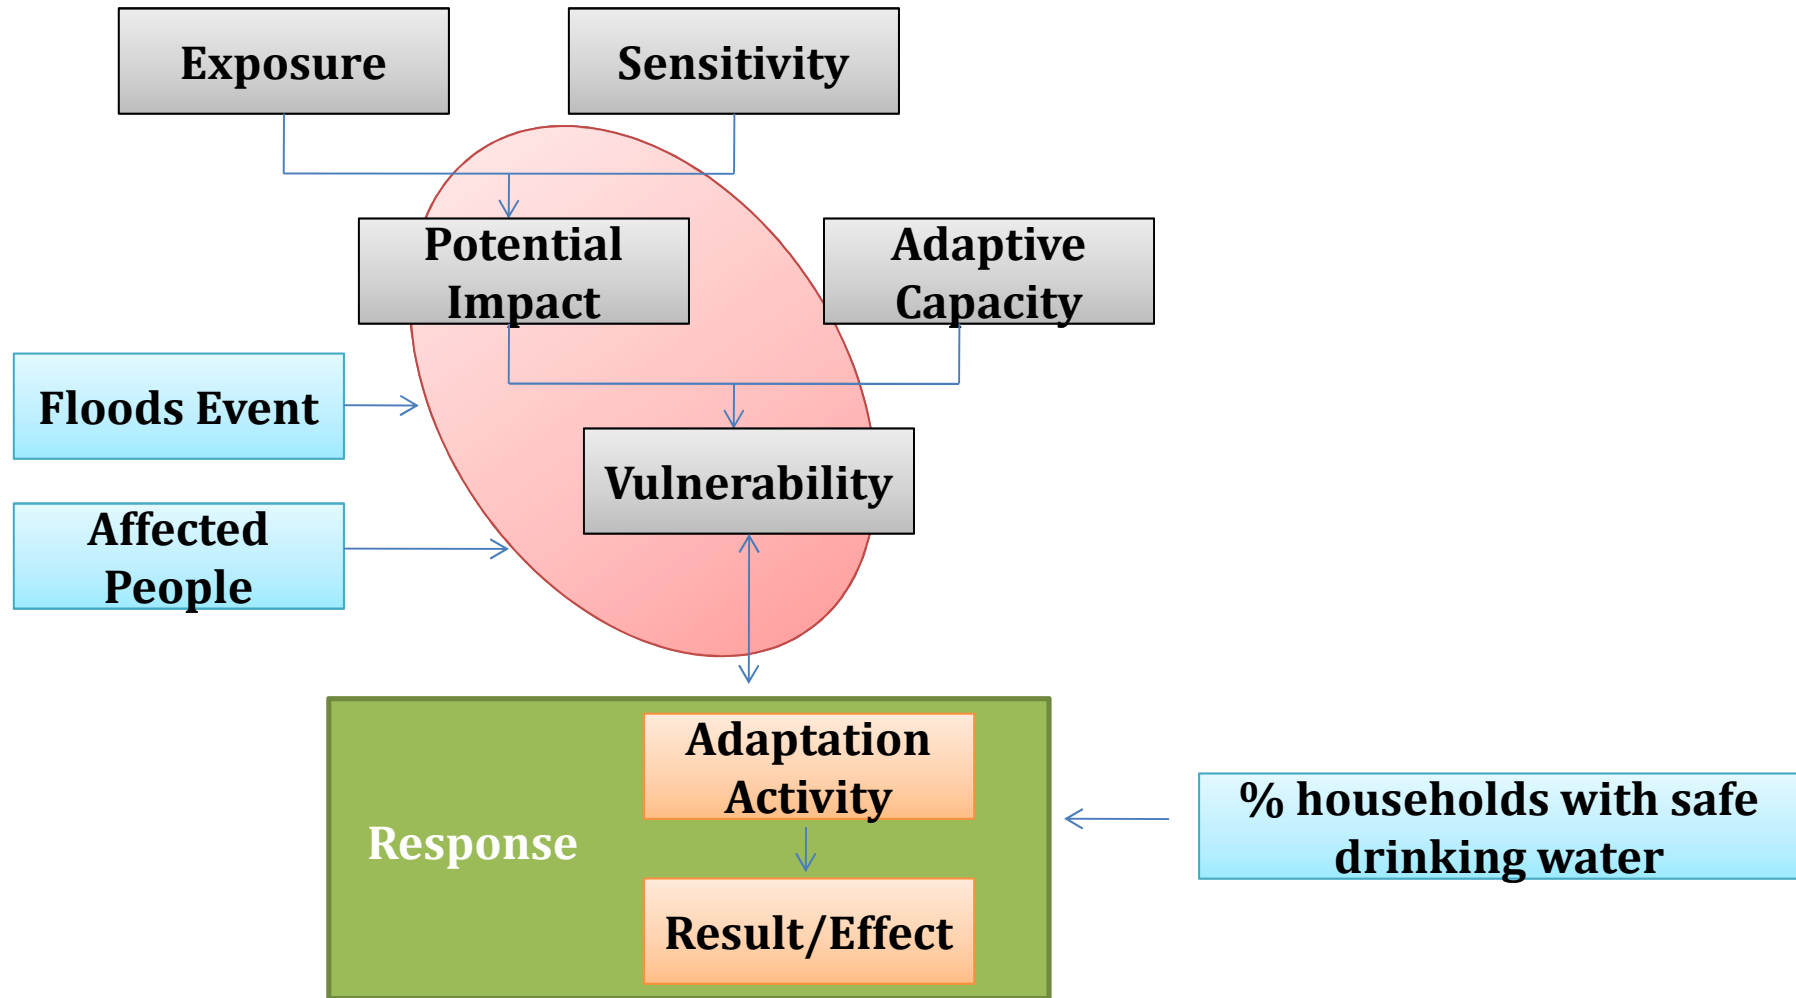 Exposure
Sensitivity
Potential
Impact
Adaptive
Capacity
Floods Event
Vulnerability
Affected
People
Adaptation
Activity
Response
% households with safe
drinking water
Result/Effect